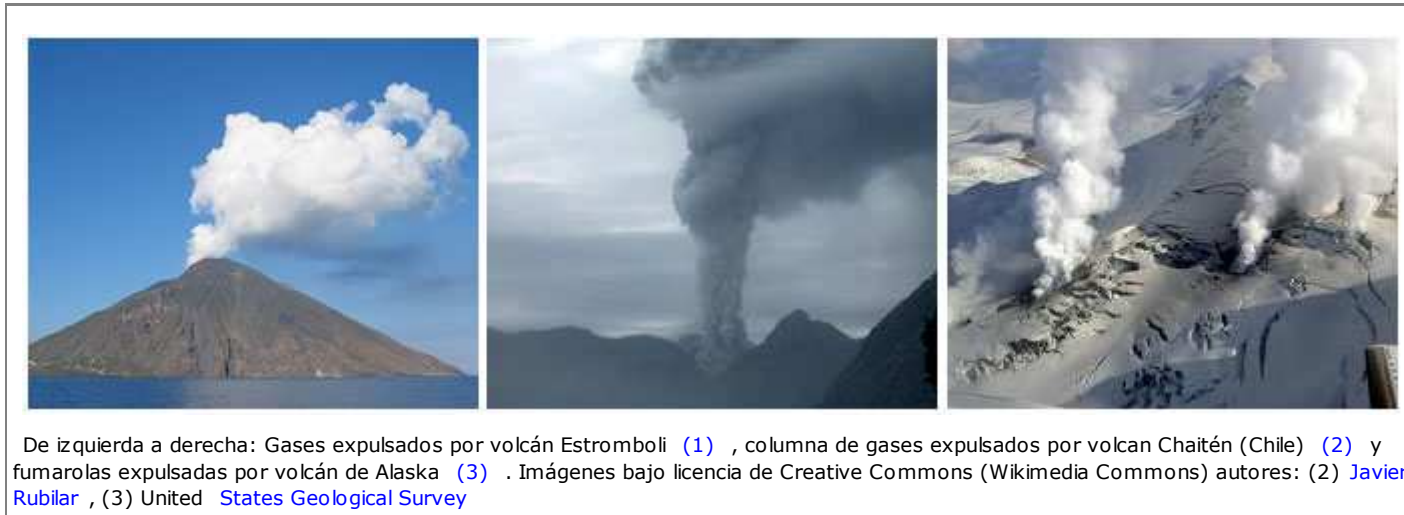 De izquierda a derecha: Gases expulsados por volcán Estromboli (1) , columna de gases expulsados por volcan Chaitén (Chile) (2) y
fumarolas expulsadas por volcán de Alaska (3) . Imágenes bajo licencia de Creative Commons (Wikimedia Commons) autores: (2) Javier
Rubilar , (3) United States Geological Survey